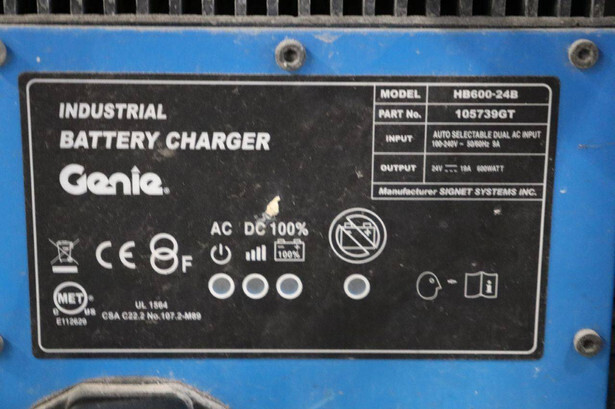 INDUSTRIAL
BATTERY CHARGER
Genie
MODEL HB600-24B
PART No. 105739GT
INPUT AUTO SELECTABLE DUAL AC INPUT
100-240V ~ 50/60Hz 9A
OUTPUT 24V 19A 600WATT
Manufacturer SIGNET SYSTEMS INC.
AC DC 100%
100%
CE F
MET
C US
E112620
UL 1564
CSA C22.2 No.107.2-M89